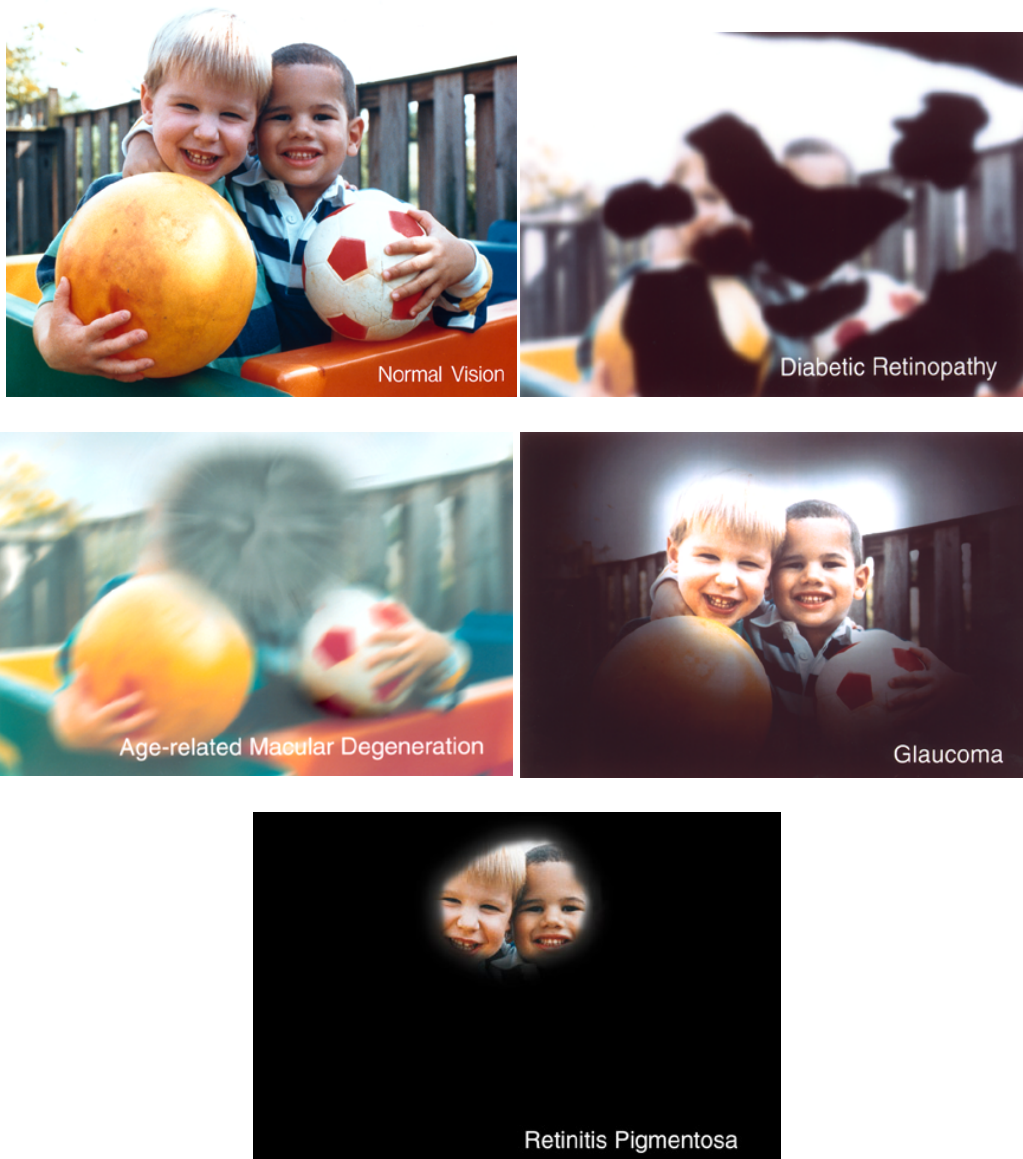 Normal Vision
Diabetic Retinopathy
Age-related Macular Degeneration
Glaucoma
Retinitis Pigmentosa